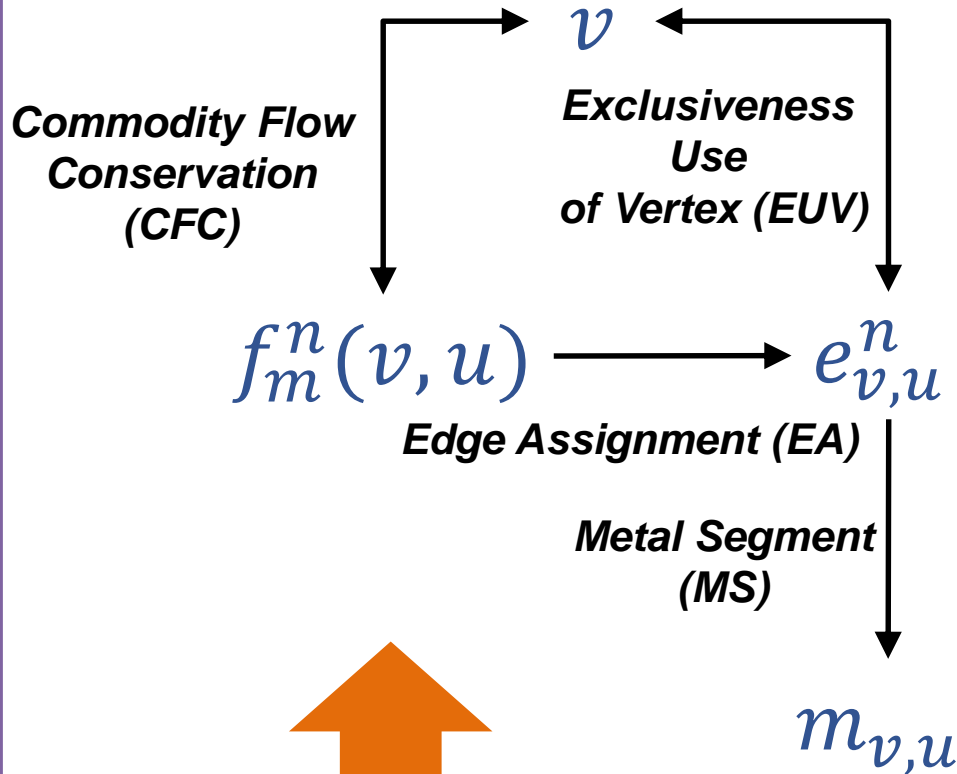 v
Commodity Flow
Conservation
(CFC)
Exclusiveness
Use
of Vertex (EUV)
f_m^n(v, u)
e_{v,u}^n
Edge Assignment (EA)
Metal Segment
(MS)
m_{v,u}